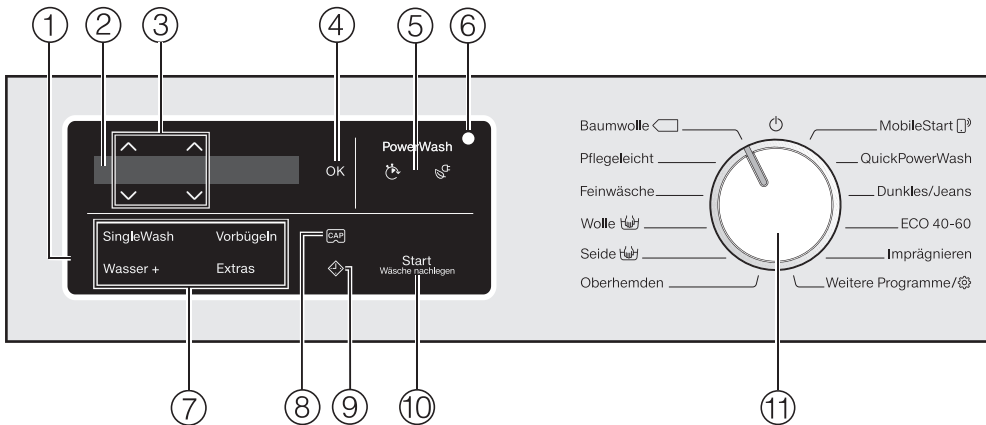 ① ② ③ ④ ⑤ ⑥
PowerWash
OK
SingleWash Vorbügeln
CAP
Wasser + Extras
Start
Wäsche nachlegen
⑦ ⑧ ⑨ ⑩ ⑪
Baumwolle
Pflegeleicht
Feinwäsche
Wolle
Seide
Oberhemden
MobileStart
QuickPowerWash
Dunkles/Jeans
ECO 40-60
Imprägnieren
Weitere Programme/